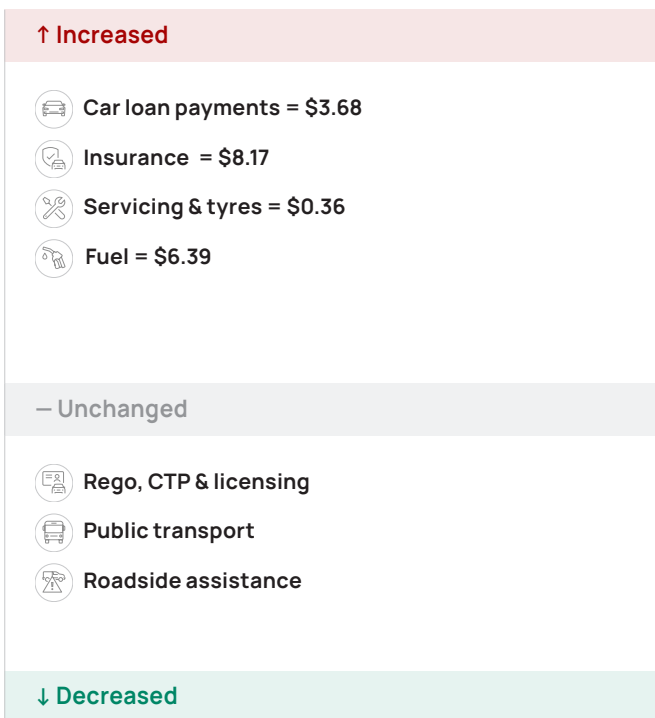 ↑ Increased
Car loan payments = $3.68
Insurance = $8.17
Servicing & tyres = $0.36
Fuel = $6.39
— Unchanged
Rego, CTP & licensing
Public transport
Roadside assistance
↓ Decreased